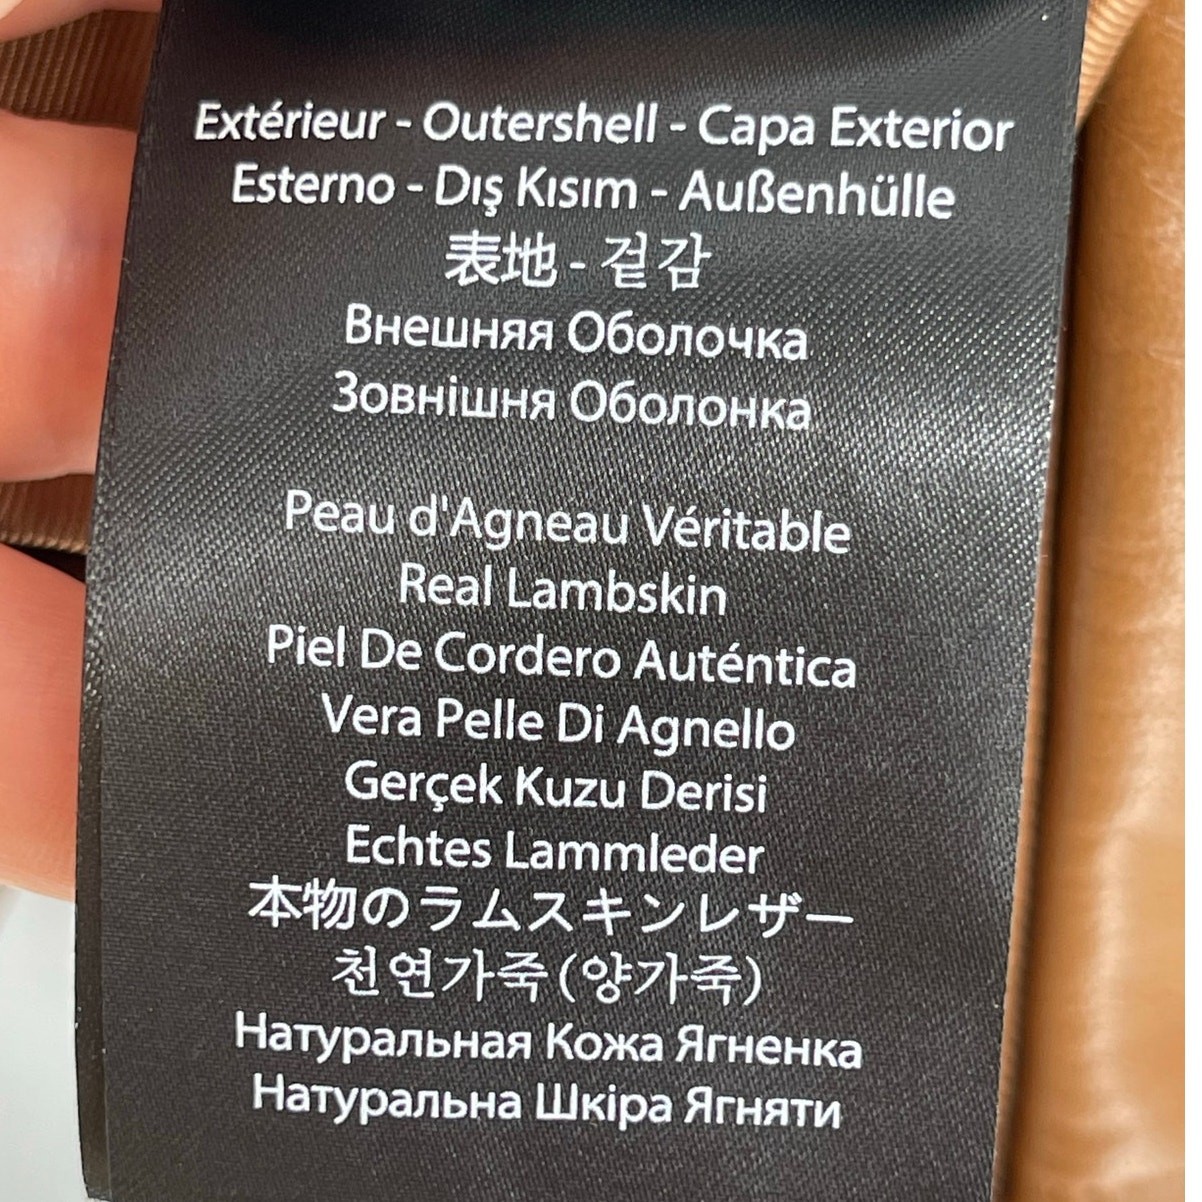 Extérieur - Outershell - Capa Exterior
Esterno - Dış Kısım - Außenhülle
表地 - 겉감
Внешняя Оболочка
Зовнішня Оболонка
Peau d'Agneau Véritable
Real Lambskin
Piel De Cordero Auténtica
Vera Pelle Di Agnello
Gerçek Kuzu Derisi
Echtes Lammleder
本物のラムスキンレザー
천연가죽(양가죽)
Натуральная Кожа Ягненка
Натуральна Шкіра Ягняти